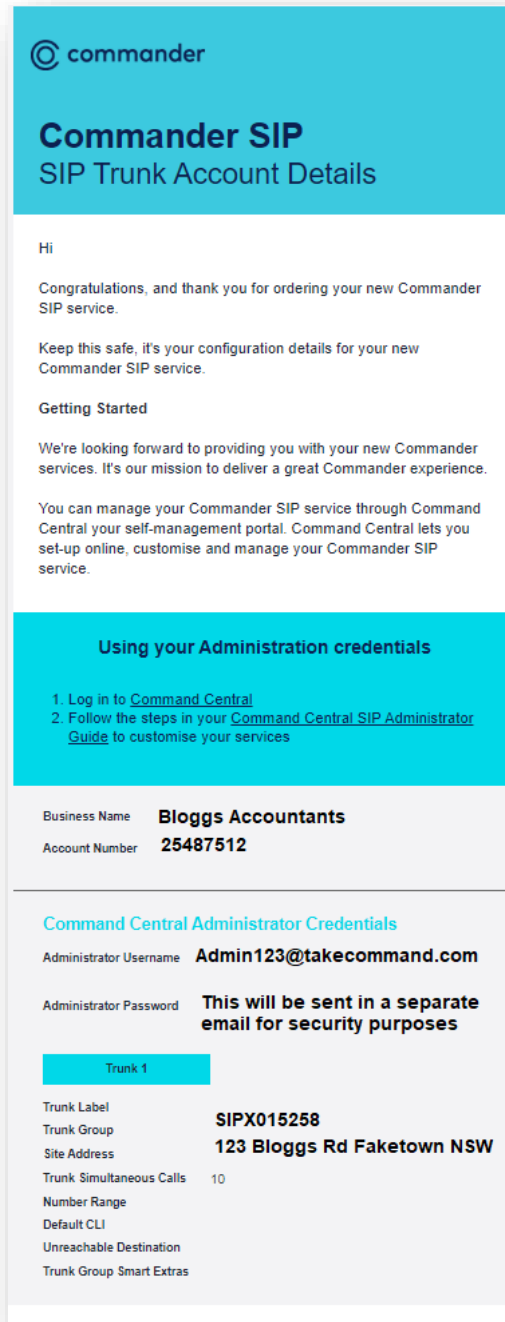 commander
Commander SIP
SIP Trunk Account Details
Hi
Congratulations, and thank you for ordering your new Commander
SIP service.
Keep this safe, it's your configuration details for your new
Commander SIP service.
Getting Started
We're looking forward to providing you with your new Commander
services. It's our mission to deliver a great Commander experience.
You can manage your Commander SIP service through Command
Central your self-management portal. Command Central lets you
set-up online, customise and manage your Commander SIP
service.
Using your Administration credentials
1. Log in to Command Central
2. Follow the steps in your Command Central SIP Administrator
Guide to customise your services
Business Name Bloggs Accountants
Account Number 25487512
Command Central Administrator Credentials
Administrator Username Admin123@takecommand.com
Administrator Password This will be sent in a separate
email for security purposes
Trunk 1
Trunk Label
Trunk Group SIPX015258
Site Address 123 Bloggs Rd Faketown NSW
Trunk Simultaneous Calls 10
Number Range
Default CLI
Unreachable Destination
Trunk Group Smart Extras